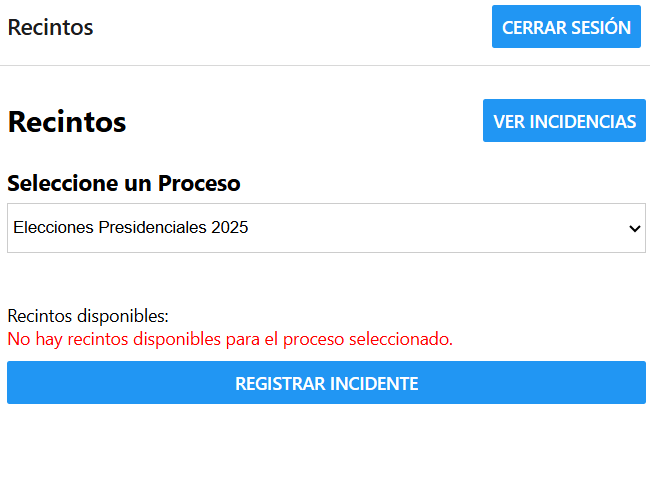 Recintos
CERRAR SESIÓN
Recintos
VER INCIDENCIAS
Seleccione un Proceso
Elecciones Presidenciales 2025
Recintos disponibles:
No hay recintos disponibles para el proceso seleccionado.
REGISTRAR INCIDENTE